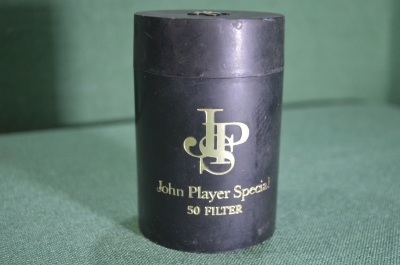 JPS
John Player Special
50 FILTER